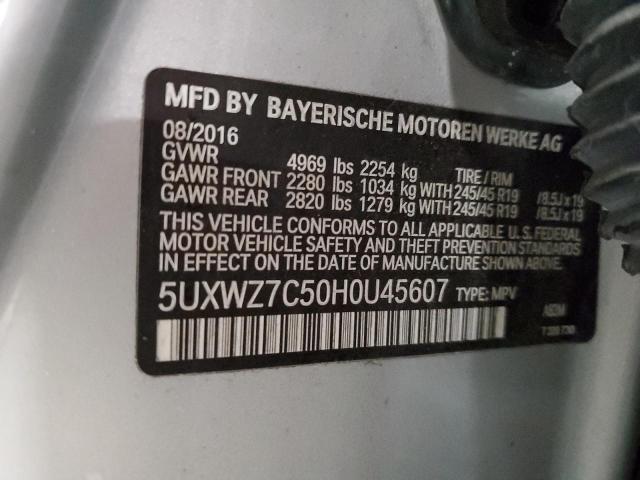 MFD BY BAYERISCHE MOTOREN WERKE AG
08/2016
GVWR 4969 lbs 2254 kg TIRE / RIM
GAWR FRONT 2280 lbs 1034 kg WITH 245/45 R19 /8.5J x 19
GAWR REAR 2820 lbs 1279 kg WITH 245/45 R19 /8.5J x 19
THIS VEHICLE CONFORMS TO ALL APPLICABLE U.S. FEDERAL
MOTOR VEHICLE SAFETY AND THEFT PREVENTION STANDARDS
IN EFFECT ON THE DATE OF MANUFACTURE SHOWN ABOVE.
5UXWZ7C50H0U45607 TYPE: MPV